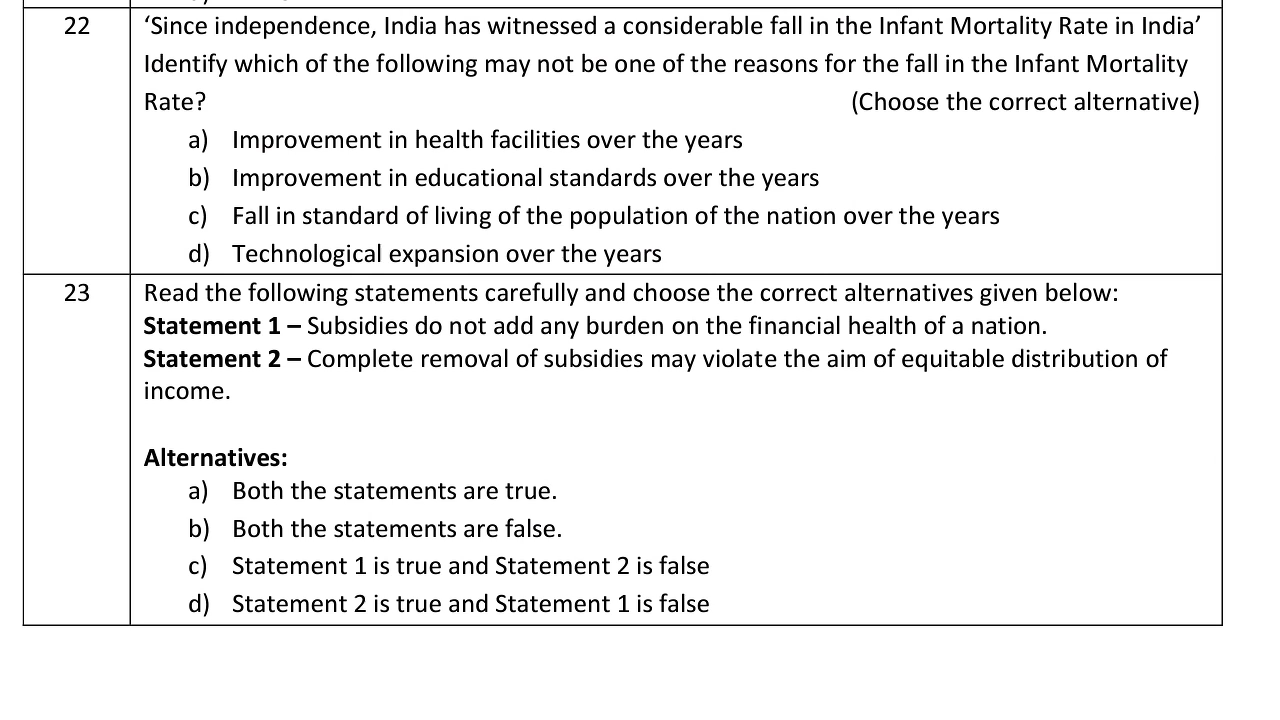 22
‘Since independence, India has witnessed a considerable fall in the Infant Mortality Rate in India’
Identify which of the following may not be one of the reasons for the fall in the Infant Mortality
Rate? (Choose the correct alternative)
a) Improvement in health facilities over the years
b) Improvement in educational standards over the years
c) Fall in standard of living of the population of the nation over the years
d) Technological expansion over the years
23
Read the following statements carefully and choose the correct alternatives given below:
Statement 1 – Subsidies do not add any burden on the financial health of a nation.
Statement 2 – Complete removal of subsidies may violate the aim of equitable distribution of
income.
Alternatives:
a) Both the statements are true.
b) Both the statements are false.
c) Statement 1 is true and Statement 2 is false
d) Statement 2 is true and Statement 1 is false